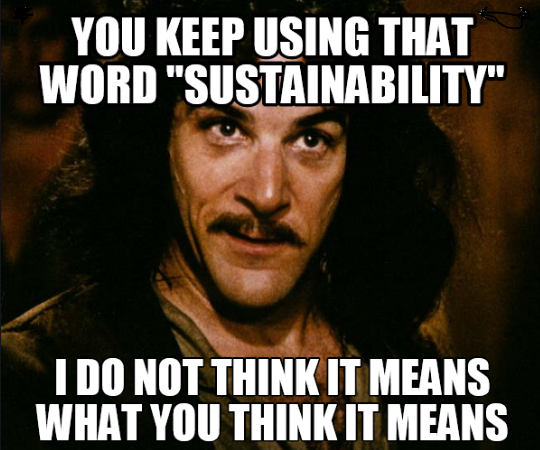 YOU KEEP USING THAT
WORD "SUSTAINABILITY"
I DO NOT THINK IT MEANS
WHAT YOU THINK IT MEANS